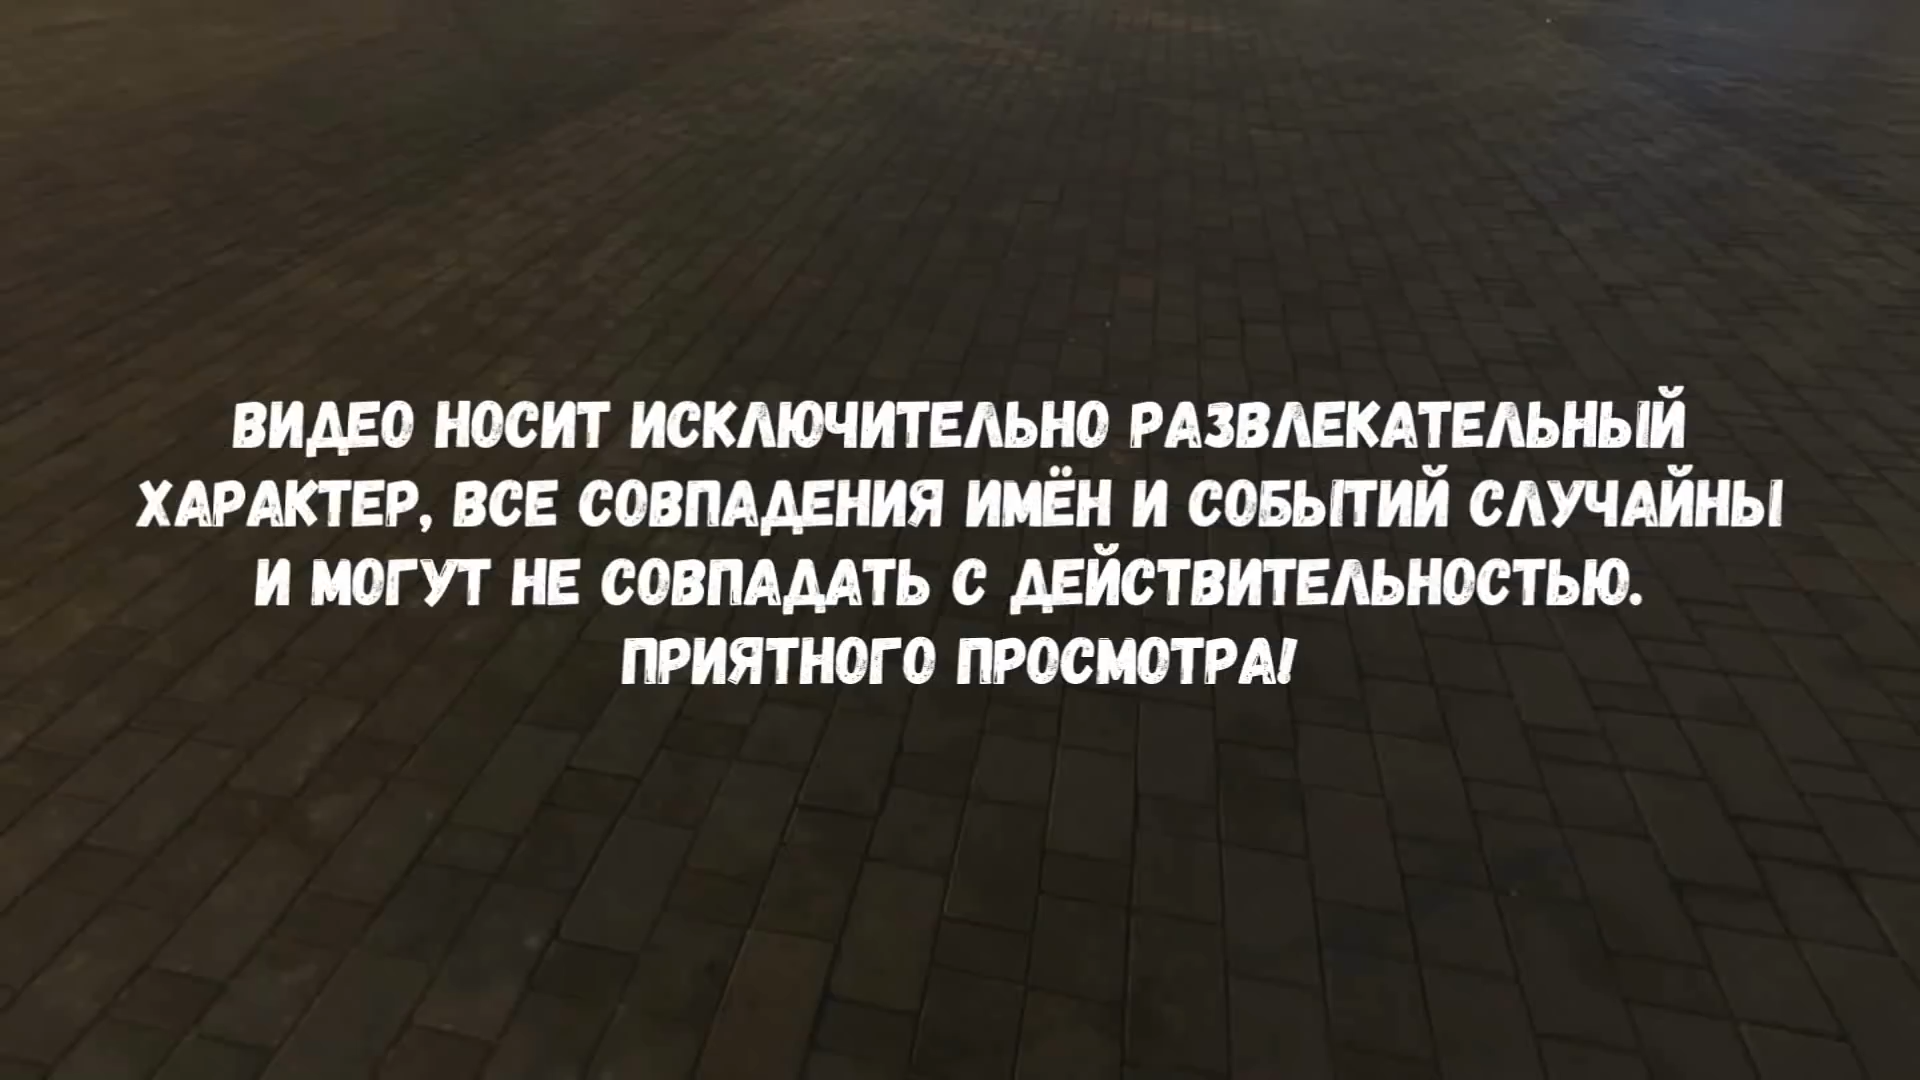 ВИДЕО НОСИТ ИСКЛЮЧИТЕЛЬНО РАЗВЛЕКАТЕЛЬНЫЙ
ХАРАКТЕР, ВСЕ СОВПАДЕНИЯ ИМЁН И СОБЫТИЙ СЛУЧАЙНЫ
И МОГУТ НЕ СОВПАДАТЬ С ДЕЙСТВИТЕЛЬНОСТЬЮ.
ПРИЯТНОГО ПРОСМОТРА!